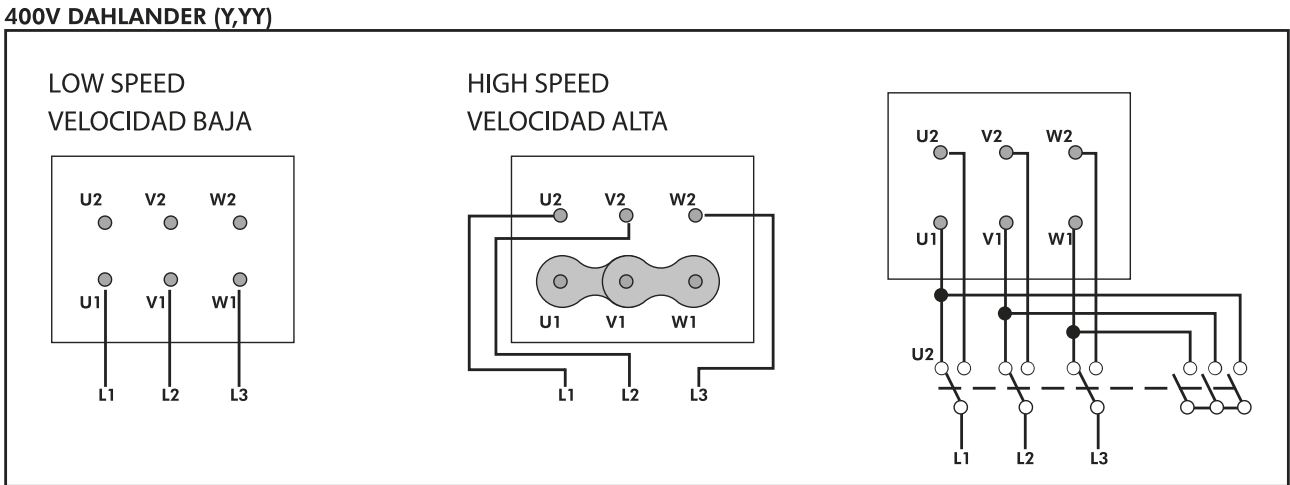 400V DAHLANDER (Y,YY)
LOW SPEED
VELOCIDAD BAJA
U2 V2 W2
U1 V1 W1
L1 L2 L3
HIGH SPEED
VELOCIDAD ALTA
U2 V2 W2
U1 V1 W1
L1 L2 L3
U2 V2 W2
U1 V1 W1
U2
L1 L2 L3